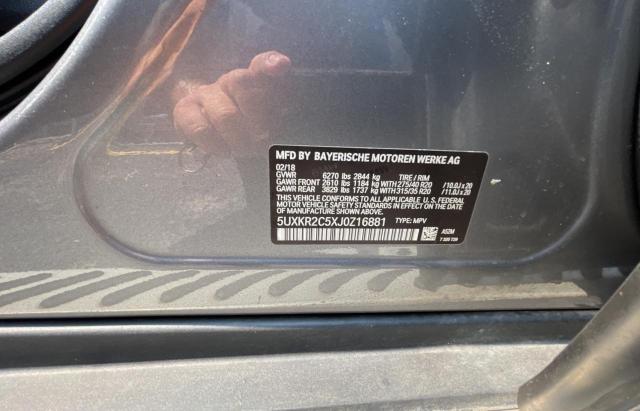 MFD BY BAYERISCHE MOTOREN WERKE AG
02/18
GVWR 6270 lbs 2844 kg TIRE / RIM
GAWR FRONT 2610 lbs 1184 kg WITH 275/40 R20 /10.0J x 20
GAWR REAR 3829 lbs 1737 kg WITH 315/35 R20 /11.0J x 20
THIS VEHICLE CONFORMS TO ALL APPLICABLE U. S. FEDERAL
MOTOR VEHICLE SAFETY STANDARDS IN EFFECT ON THE
DATE OF MANUFACTURE SHOWN ABOVE.
5UXKR2C5XJ0Z16881 TYPE: MPV
A52M